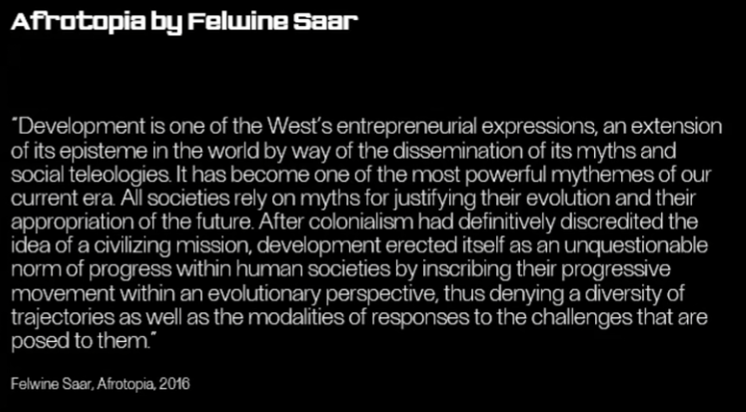 Afrotopia by Felwine Saar
"Development is one of the West's entrepreneurial expressions, an extension
of its episteme in the world by way of the dissemination of its myths and
social teleologies. It has become one of the most powerful mythemes of our
current era. All societies rely on myths for justifying their evolution and their
appropriation of the future. After colonialism had definitively discredited the
idea of a civilizing mission, development erected itself as an unquestionable
norm of progress within human societies by inscribing their progressive
movement within an evolutionary perspective, thus denying a diversity of
trajectories as well as the modalities of responses to the challenges that are
posed to them."
Felwine Saar, Afrotopia, 2016